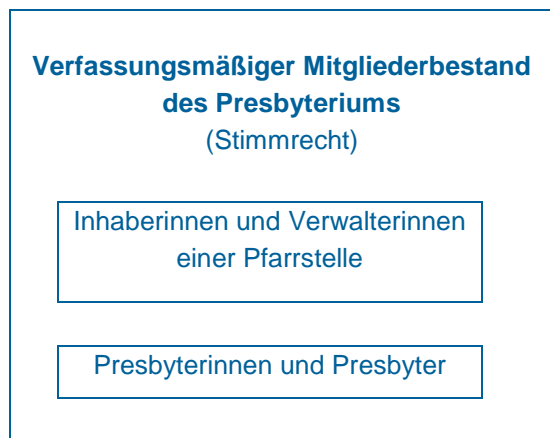 Verfassungsmäßiger Mitgliederbestand
des Presbyteriums
(Stimmrecht)
Inhaberinnen und Verwalterinnen
einer Pfarrstelle
Presbyterinnen und Presbyter